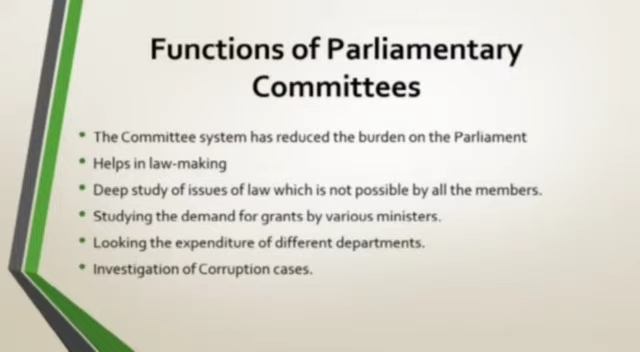 Functions of Parliamentary
Committees
• The Committee system has reduced the burden on the Parliament
• Helps in law-making
• Deep study of issues of law which is not possible by all the members.
• Studying the demand for grants by various ministers.
• Looking the expenditure of different departments.
• Investigation of Corruption cases.